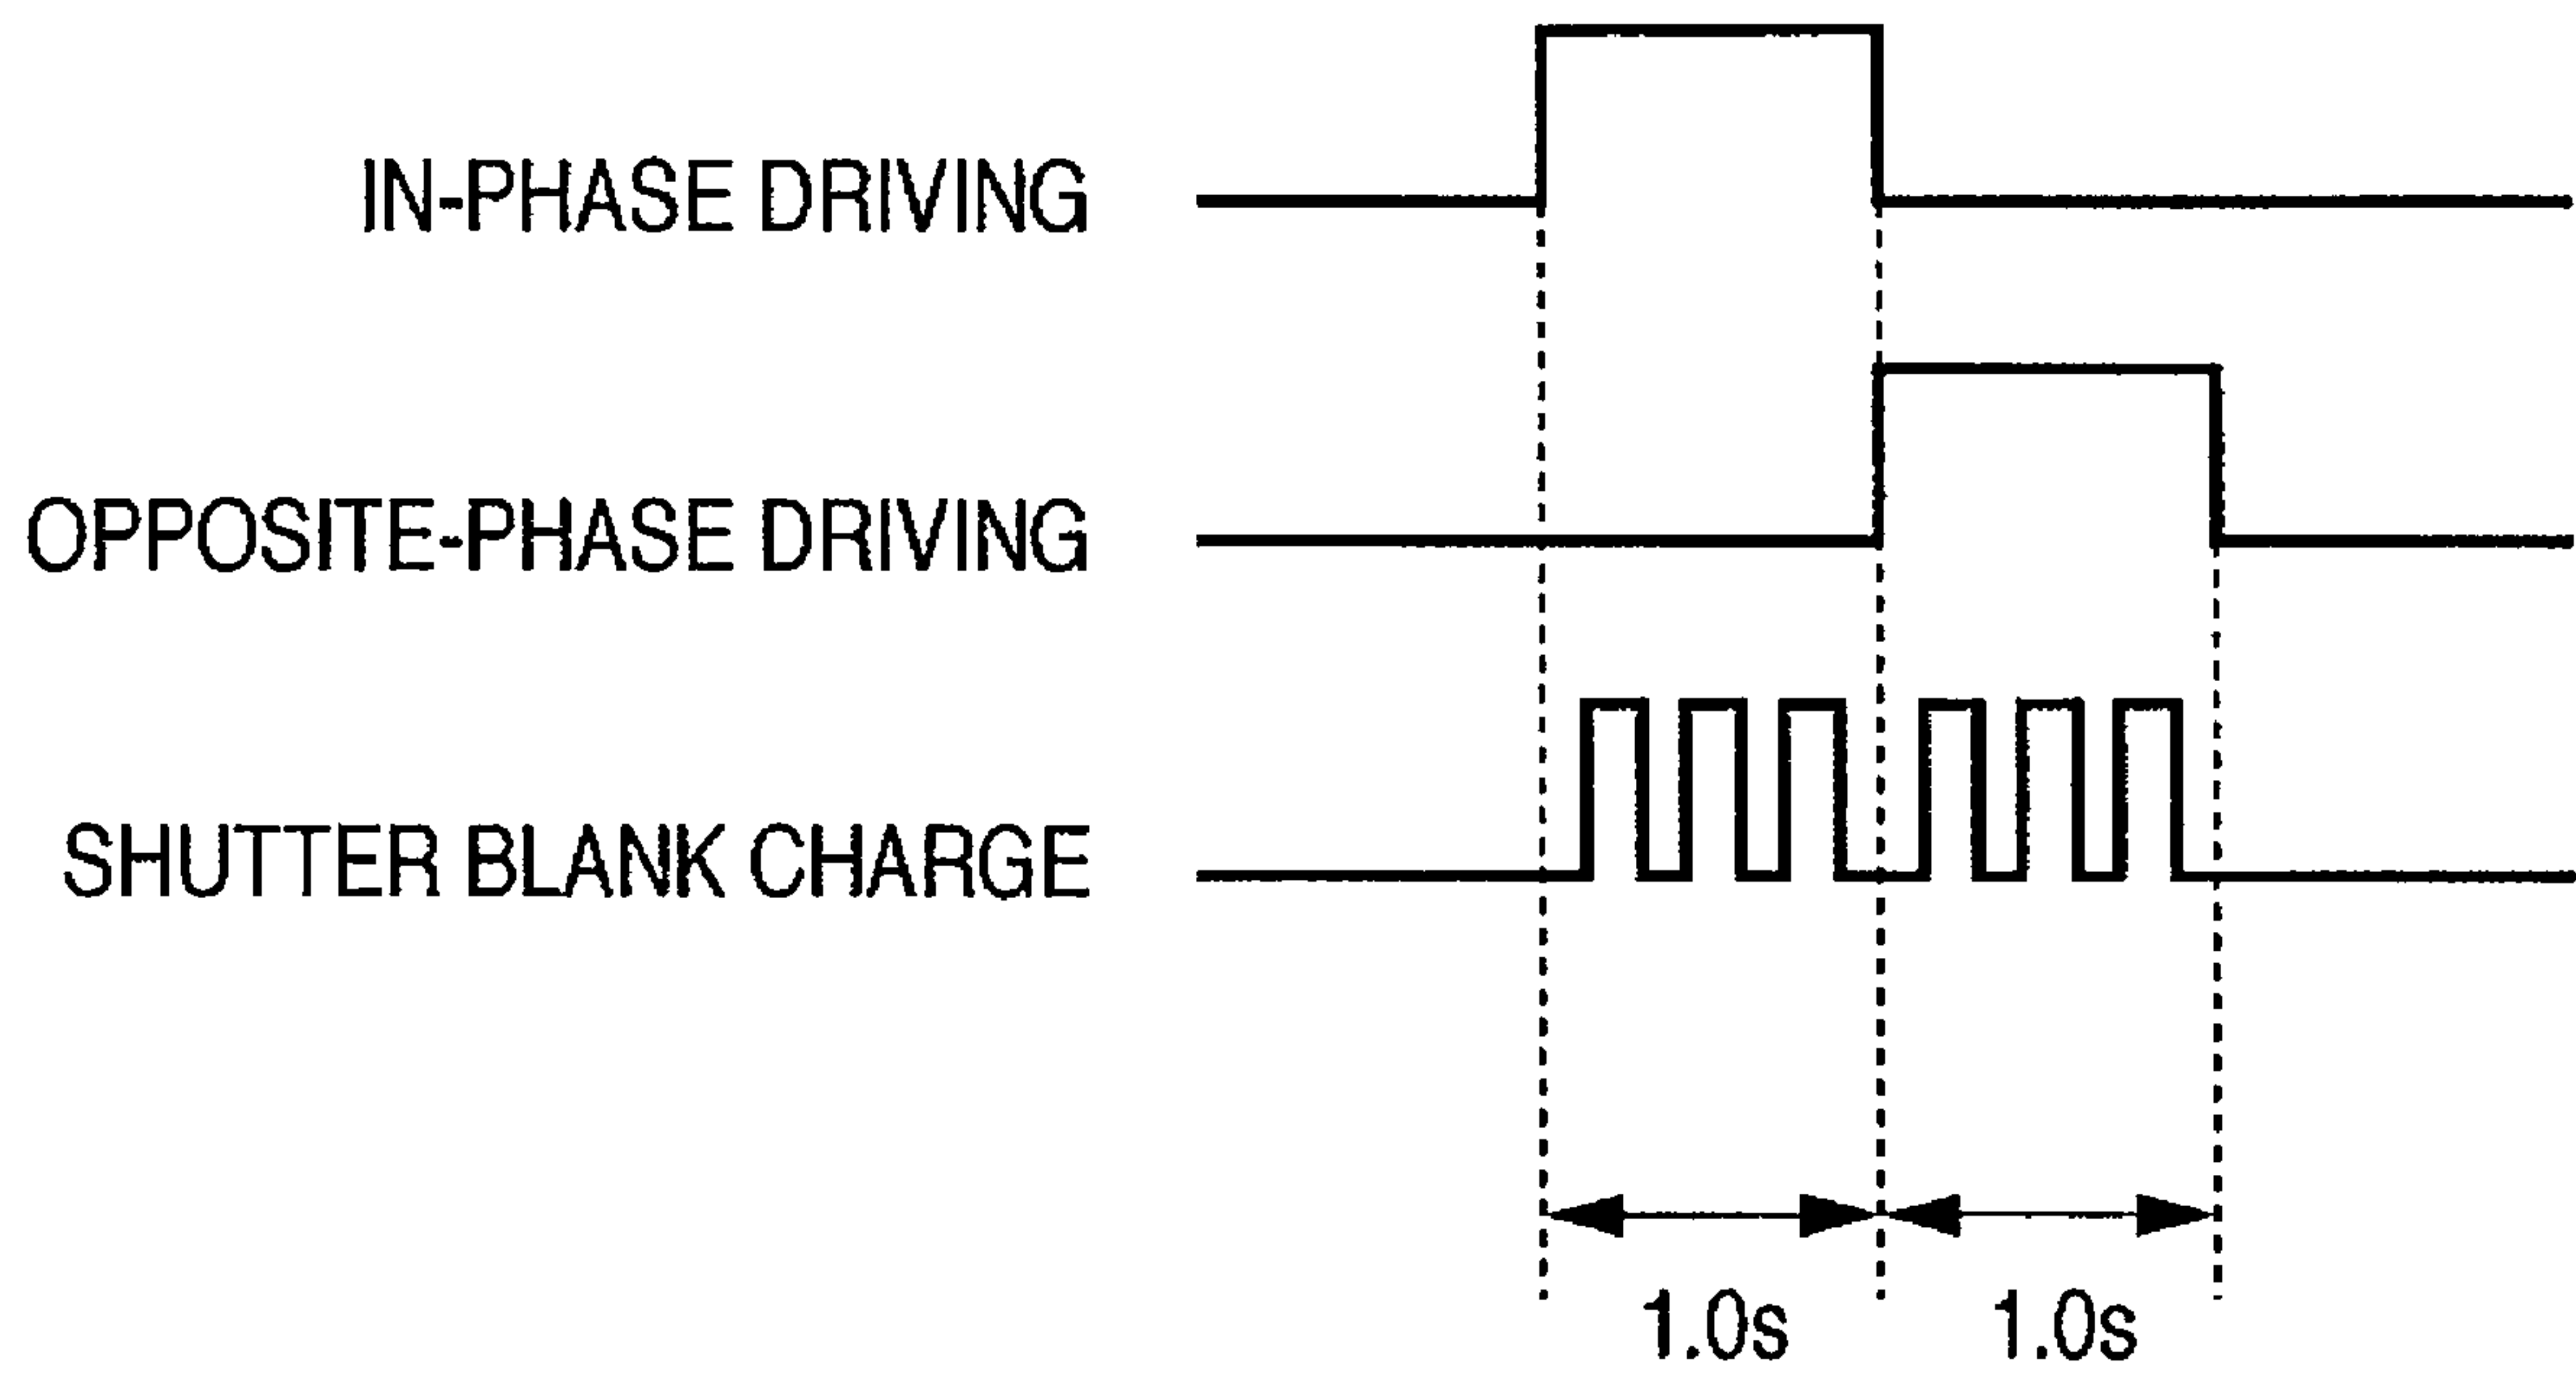 IN-PHASE DRIVING
OPPOSITE-PHASE DRIVING
SHUTTER BLANK CHARGE
1.0s 1.0s